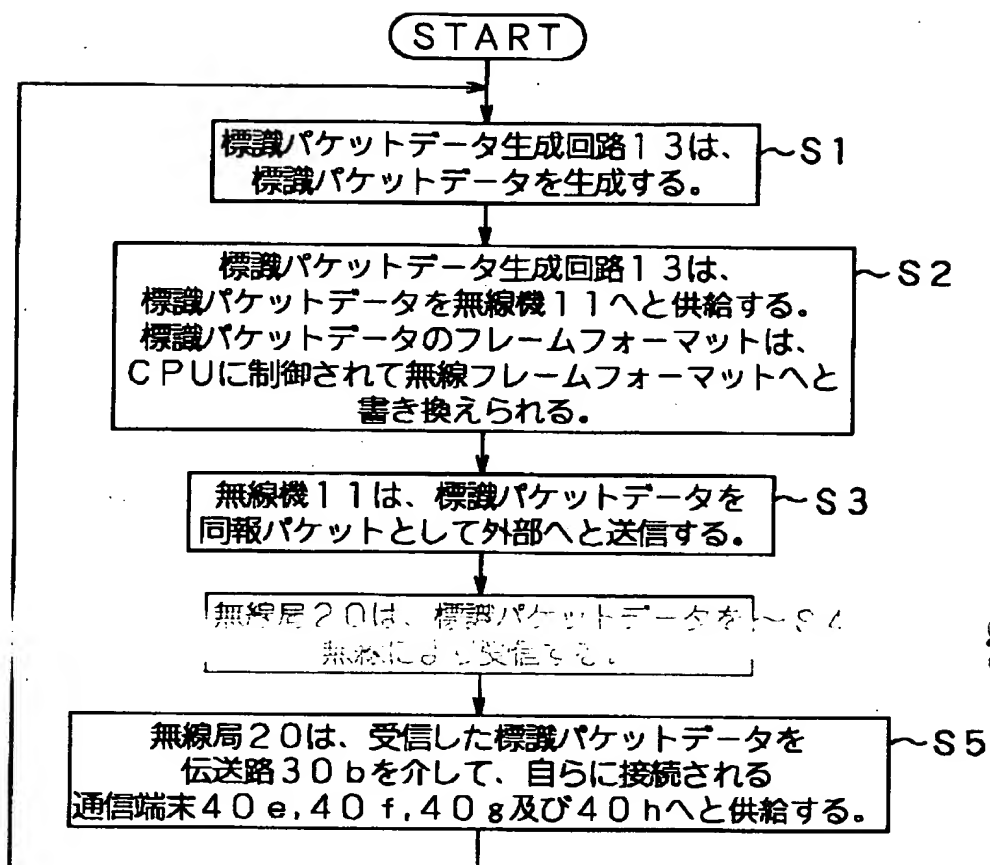 START
標識パケットデータ生成回路13は、
標識パケットデータを生成する。
~S1
標識パケットデータ生成回路13は、
標識パケットデータを無線機11へと供給する。
標識パケットデータのフレームフォーマットは、
CPUに制御されて無線フレームフォーマットへと
書き換えられる。
~S2
無線機11は、標識パケットデータを
同報パケットとして外部へと送信する。
~S3
無線局20は、標識パケットデータを
無線により受信する。
~S4
無線局20は、受信した標識パケットデータを
伝送路30bを介して、自らに接続される
通信端末40e,40f,40g及び40hへと供給する。
~S5